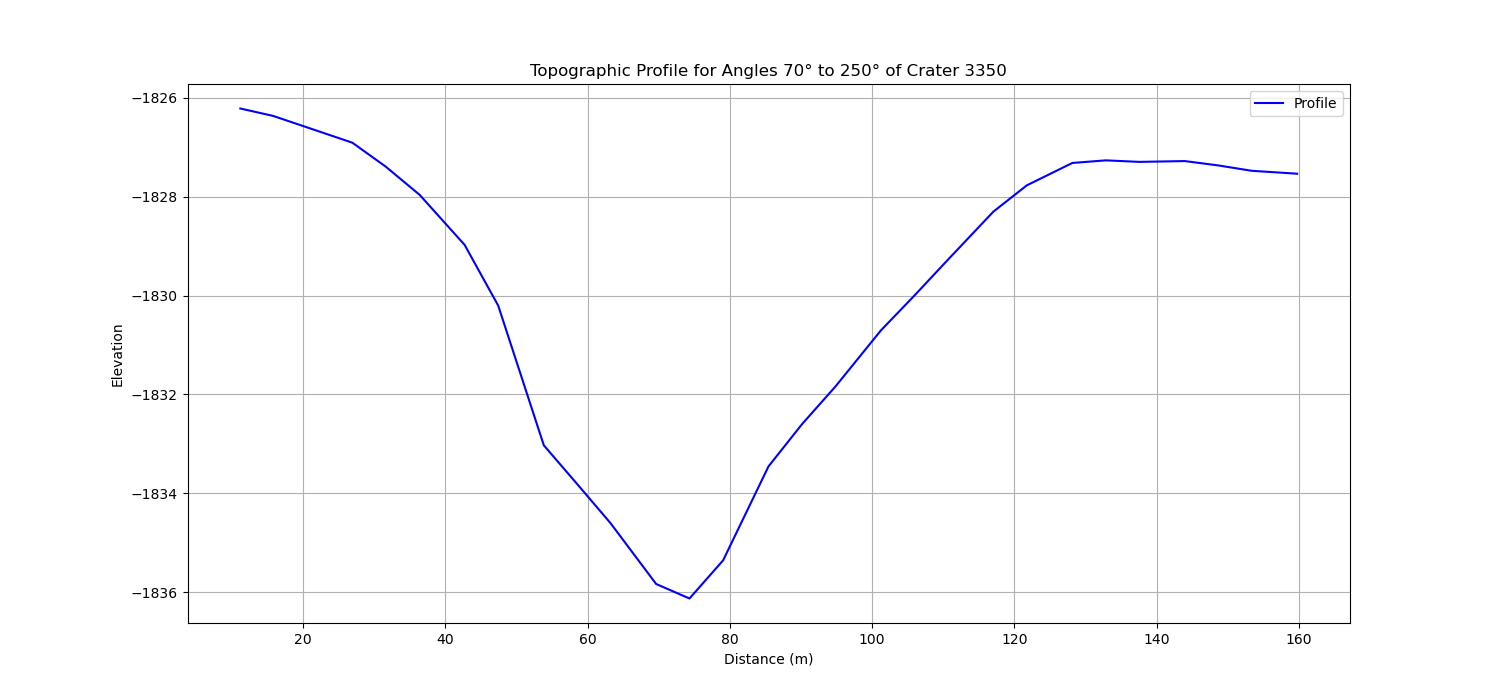 Topographic Profile for Angles 70° to 250° of Crater 3350
Profile
−1826
−1828
−1830
−1832
−1834
−1836
Elevation
20 40 60 80 100 120 140 160
Distance (m)